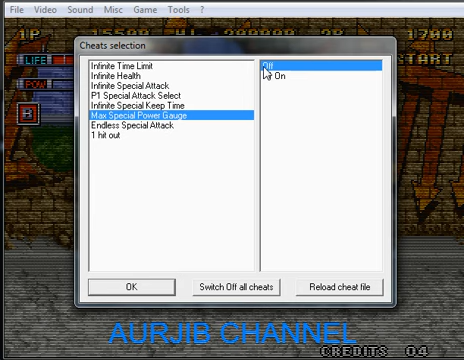 File Video Sound Misc Game Tools ?
1700
Cheats selection
Infinite Time Limit
Infinite Health
Infinite Special Attack
P1 Special Attack Select
Infinite Special Keep Time
Max Special Power Gauge
Endless Special Attack
1 hit out
Off
On
LIFE
START
POW
B
OK Switch Off all cheats Reload cheat file
AURJIB CHANNEL
CREDITS 04